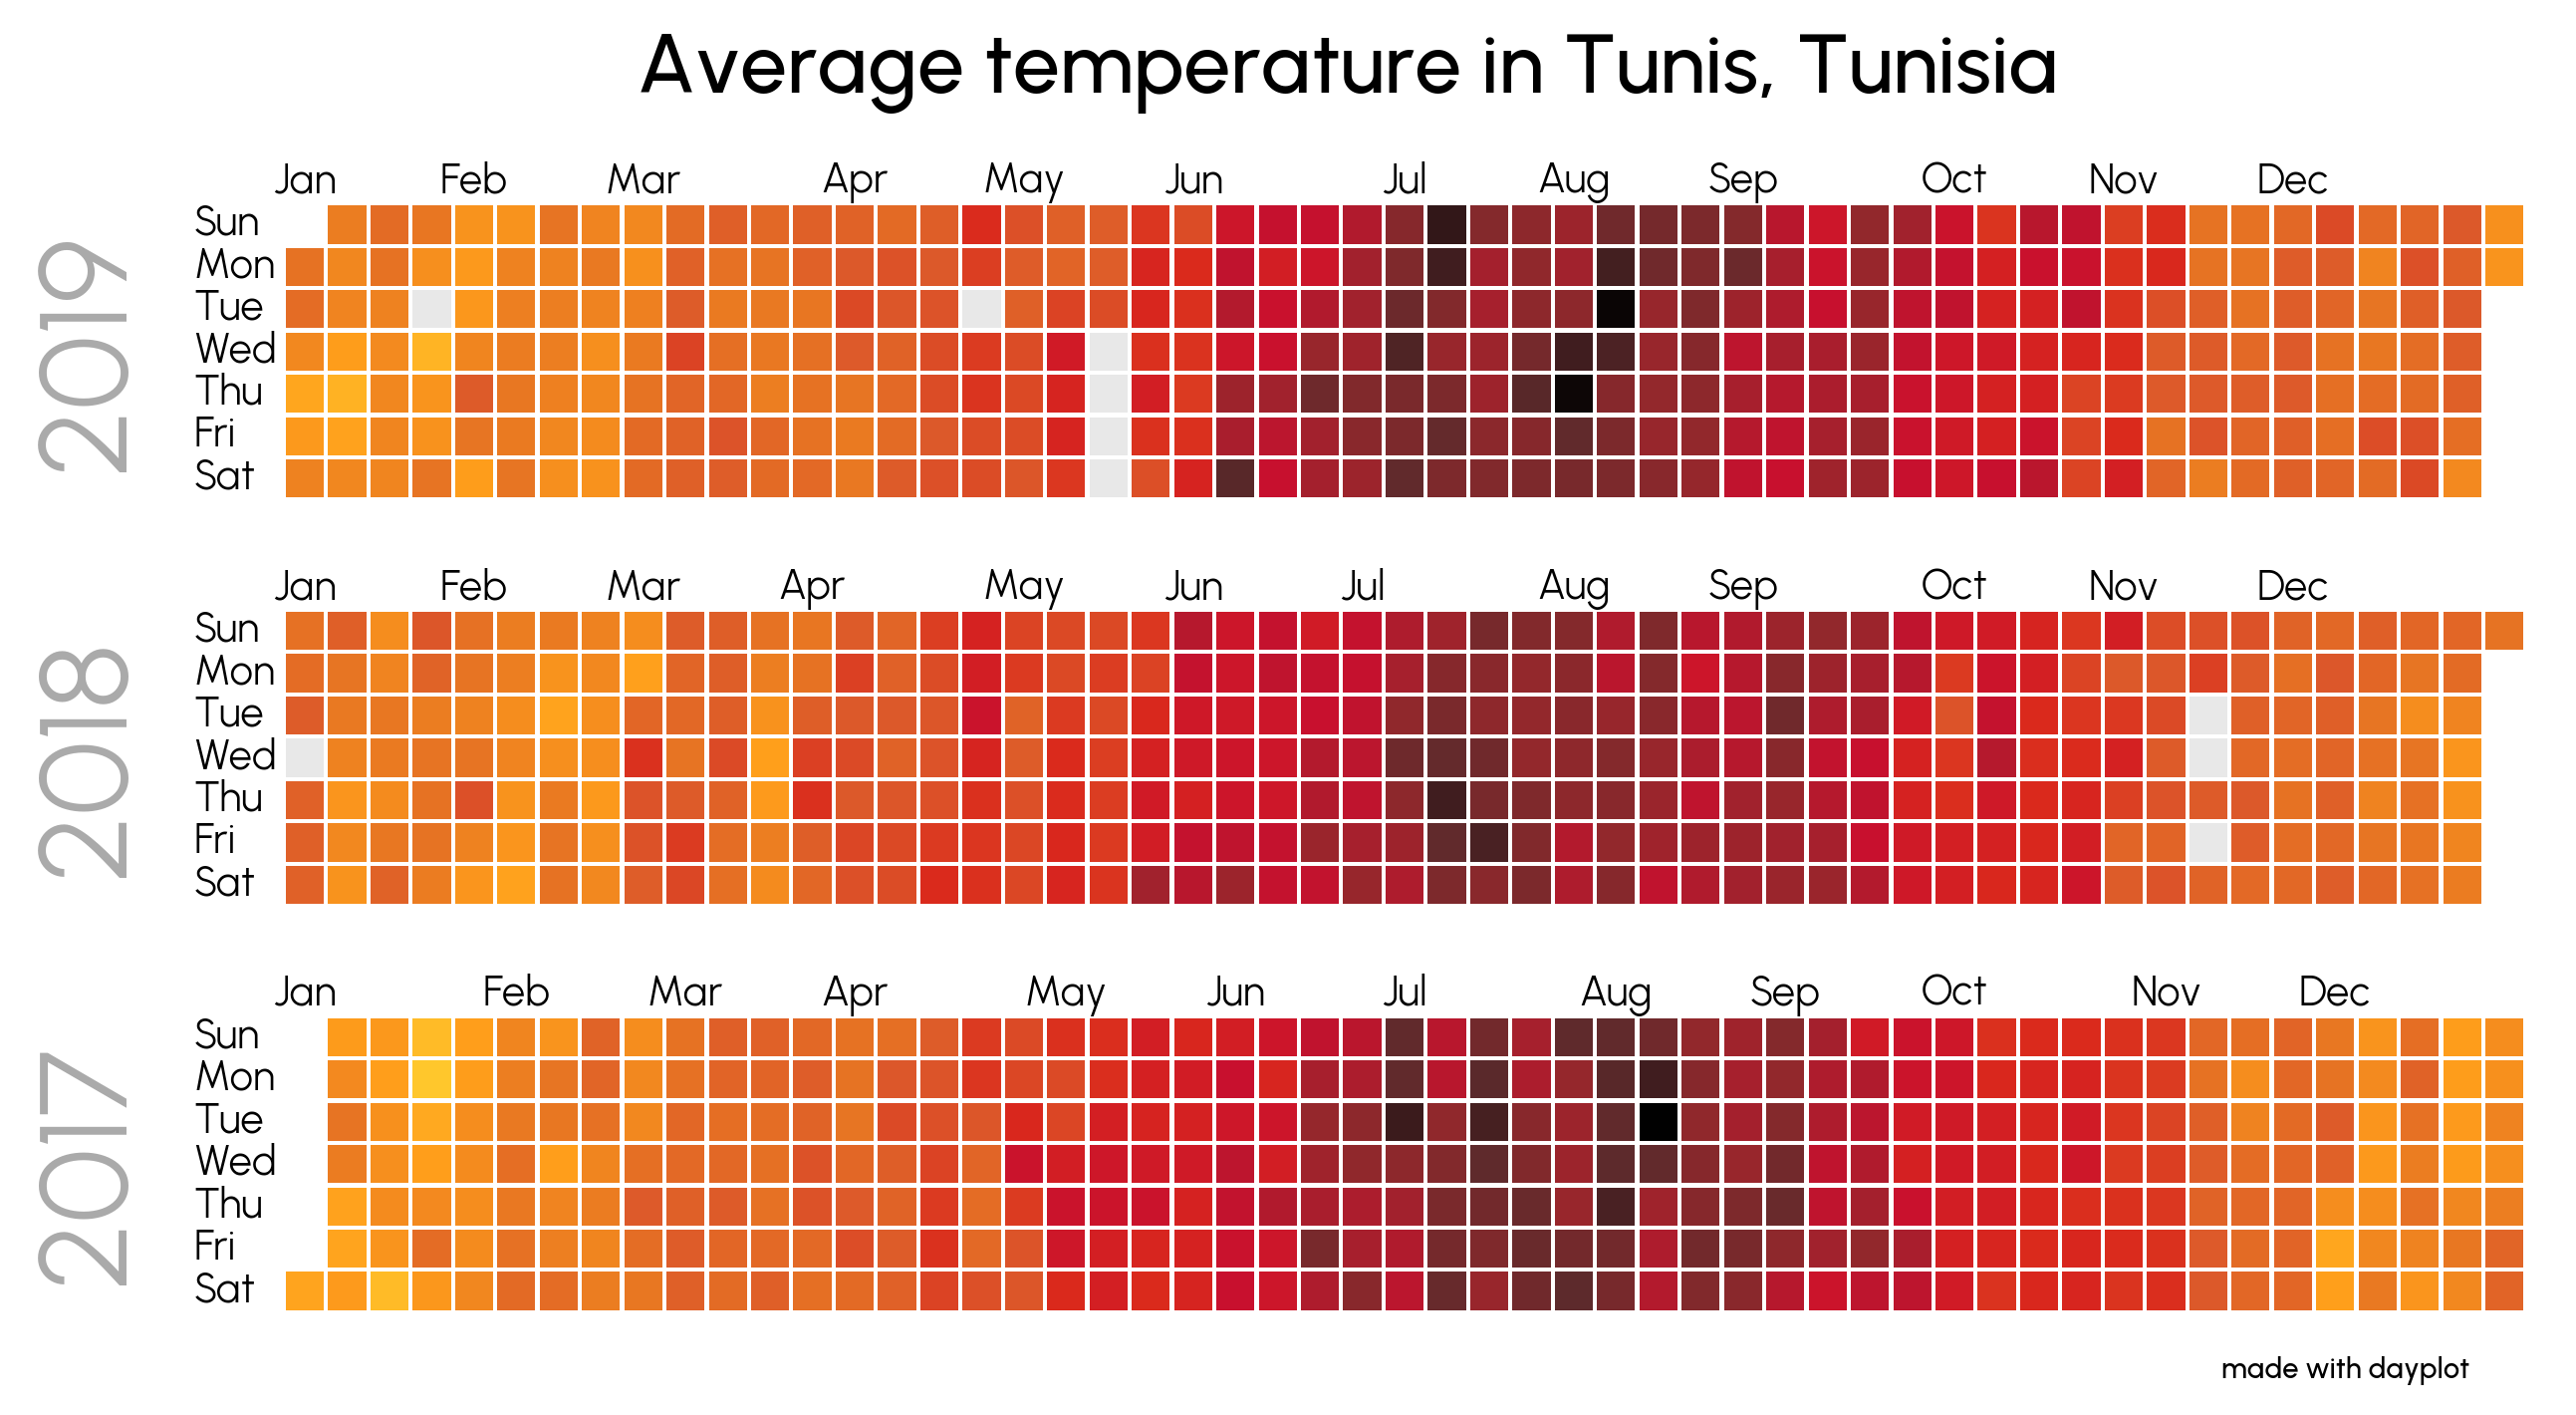 Average temperature in Tunis, Tunisia
2019
Jan Feb Mar Apr May Jun Jul Aug Sep Oct Nov Dec
Sun
Mon
Tue
Wed
Thu
Fri
Sat
2018
Jan Feb Mar Apr May Jun Jul Aug Sep Oct Nov Dec
Sun
Mon
Tue
Wed
Thu
Fri
Sat
2017
Jan Feb Mar Apr May Jun Jul Aug Sep Oct Nov Dec
Sun
Mon
Tue
Wed
Thu
Fri
Sat
made with dayplot